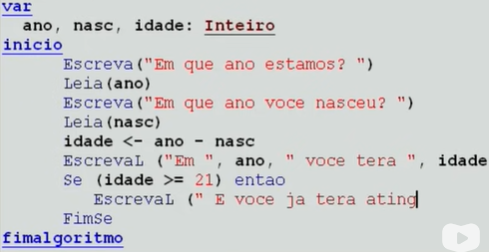 var
ano, nasc, idade: Inteiro
inicio
Escreva("Em que ano estamos? ")
Leia(ano)
Escreva("Em que ano voce nasceu? ")
Leia(nasc)
idade <- ano - nasc
EscrevaL ("Em ", ano, " voce tera ", idade
Se (idade >= 21) entao
EscrevaL (" E voce ja tera ating
FimSe
fimalgoritmo